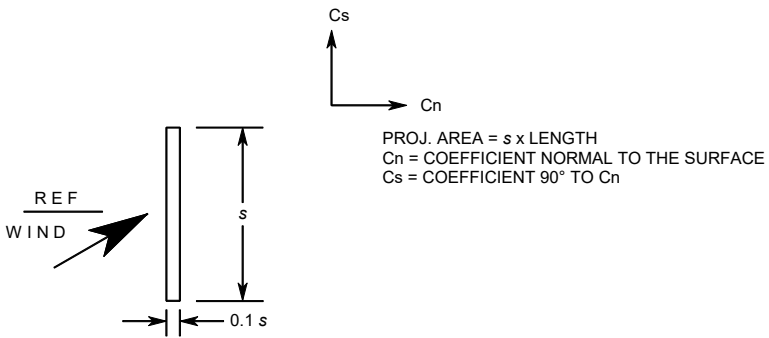 Cs
Cn
PROJ. AREA = s x LENGTH
Cn = COEFFICIENT NORMAL TO THE SURFACE
Cs = COEFFICIENT 90° TO Cn
REF
WIND
s
0.1 s